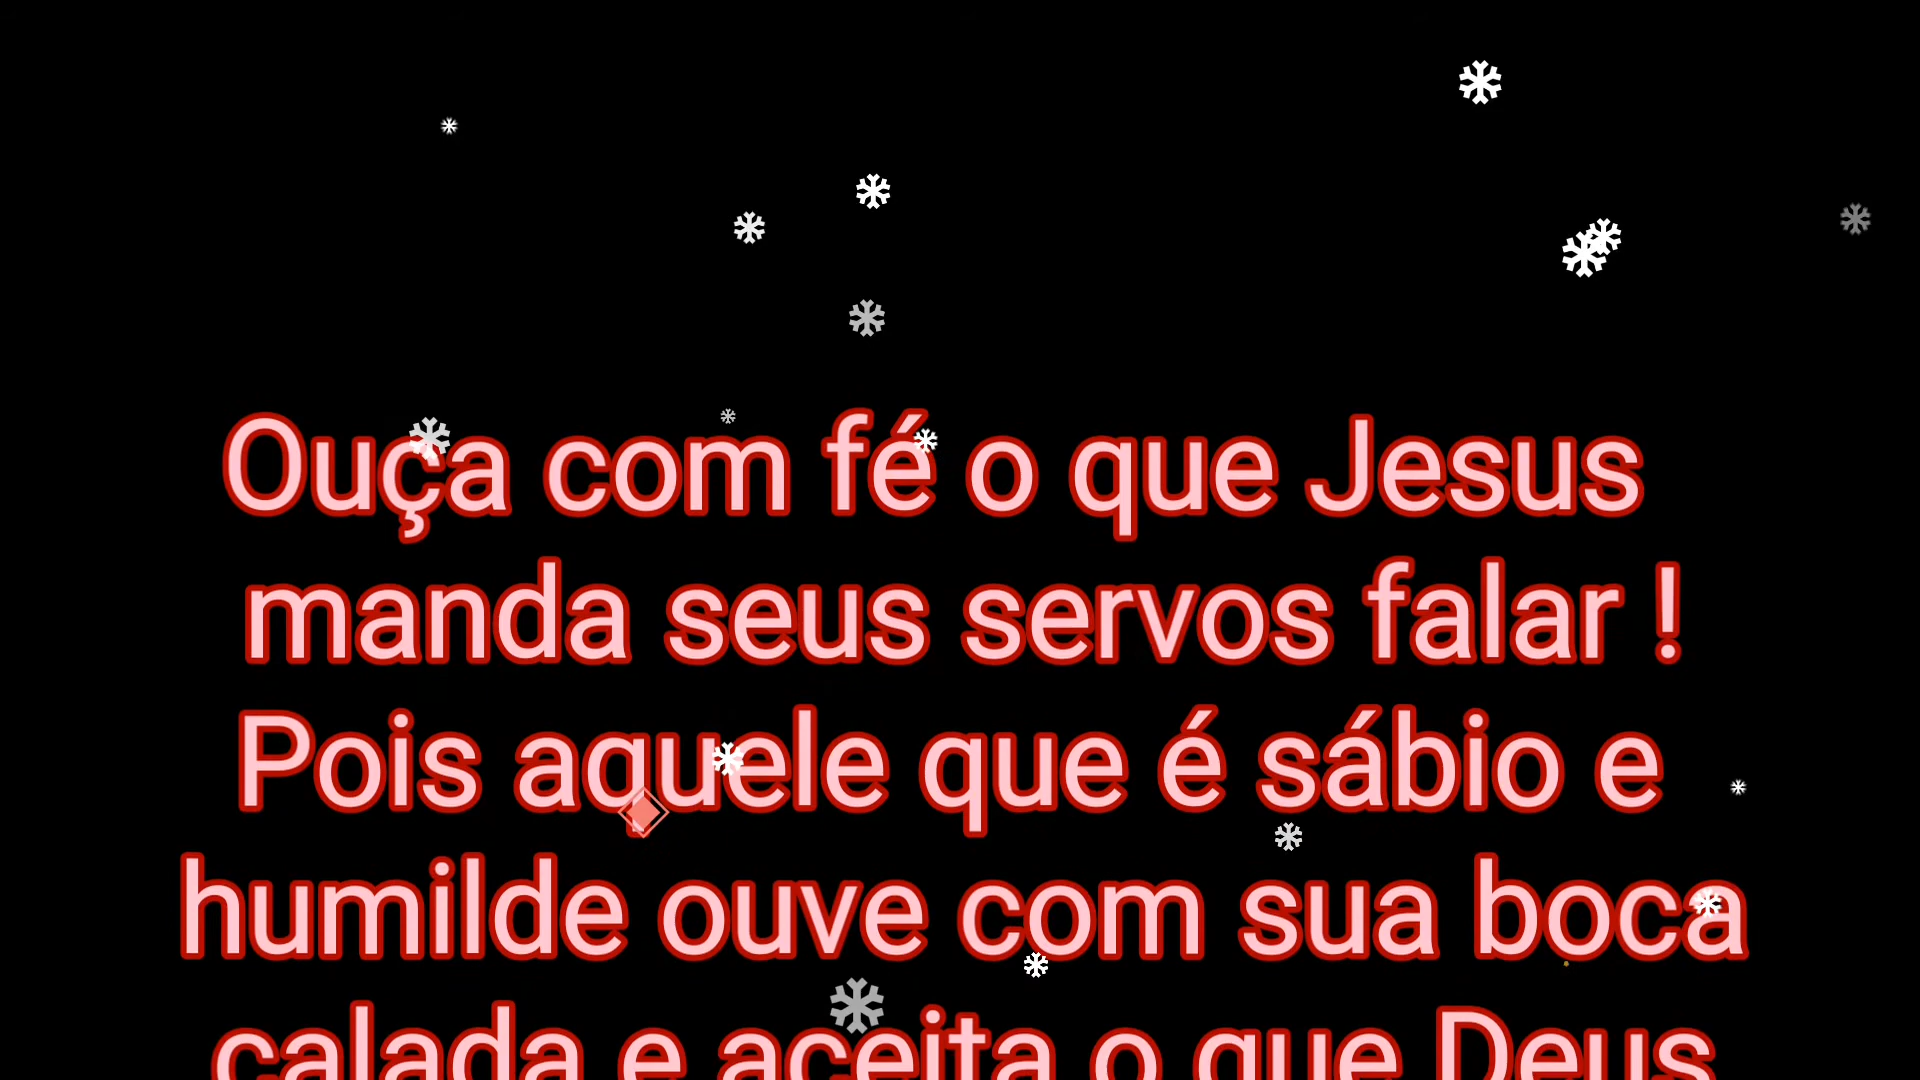 Ouça com fé o que Jesus
manda seus servos falar !
Pois aquele que é sábio e
humilde ouve com sua boca
calada e aceita o que Deus